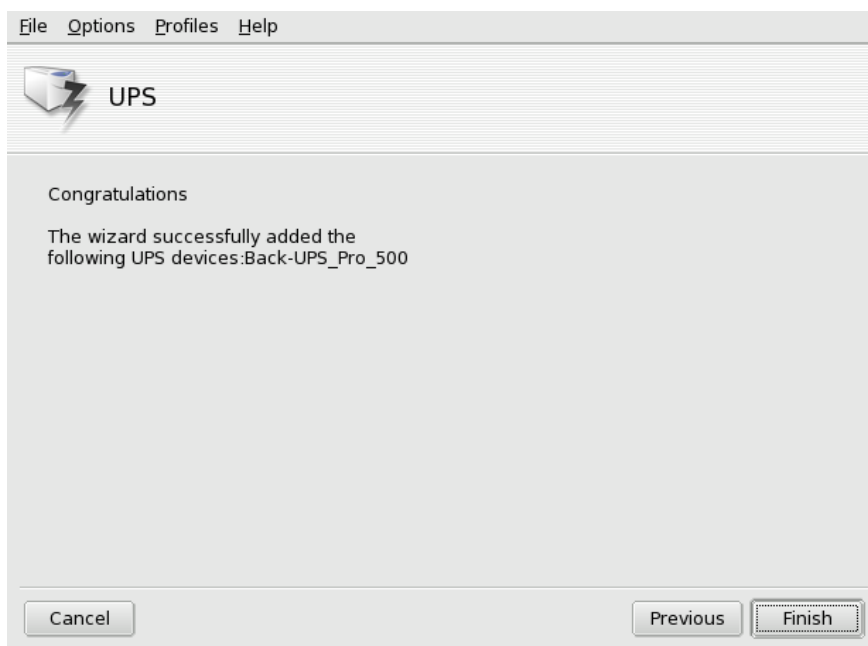 File Options Profiles Help
UPS
Congratulations
The wizard successfully added the
following UPS devices:Back-UPS_Pro_500
Cancel Previous Finish